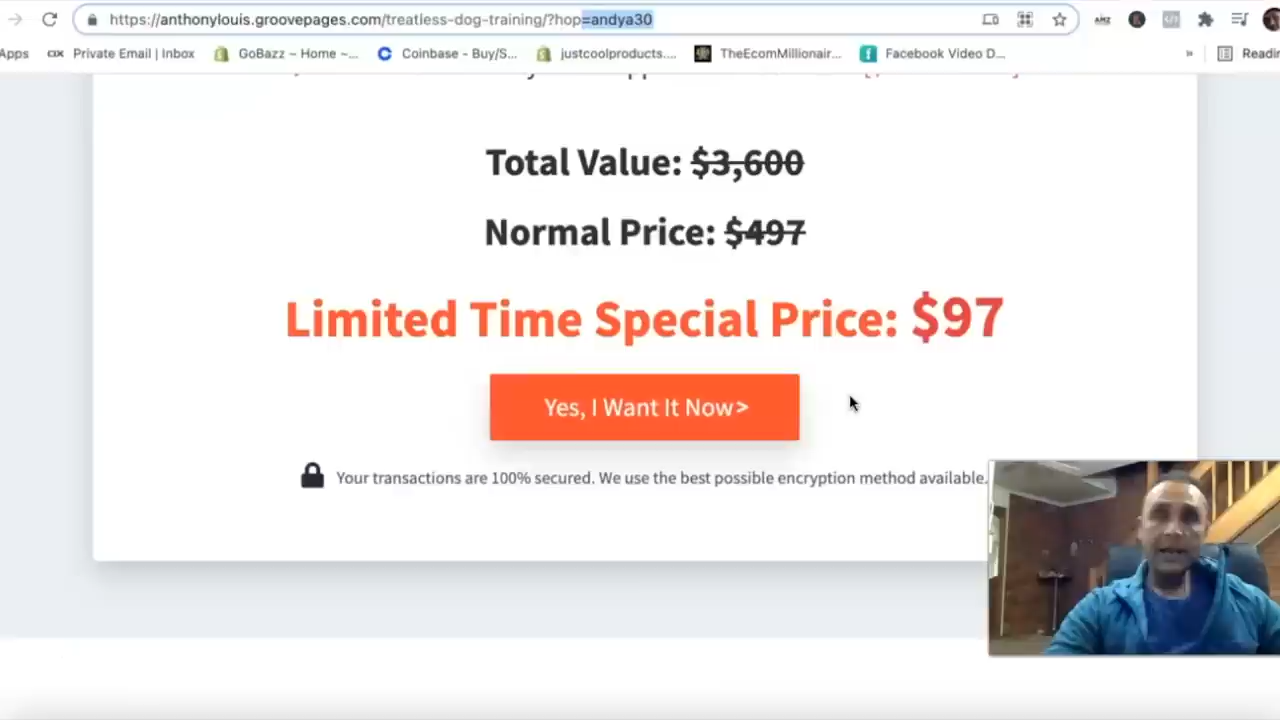 https://anthonylouis.groovepages.com/treatless-dog-training/?hop=andya30
Apps Private Email | Inbox GoBazz ~ Home ~... Coinbase - Buy/S... justcoolproducts.... TheEcomMillionair... Facebook Video D... » Readi
Total Value: $3,600
Normal Price: $497
Limited Time Special Price: $97
Yes, I Want It Now>
Your transactions are 100% secured. We use the best possible encryption method available.